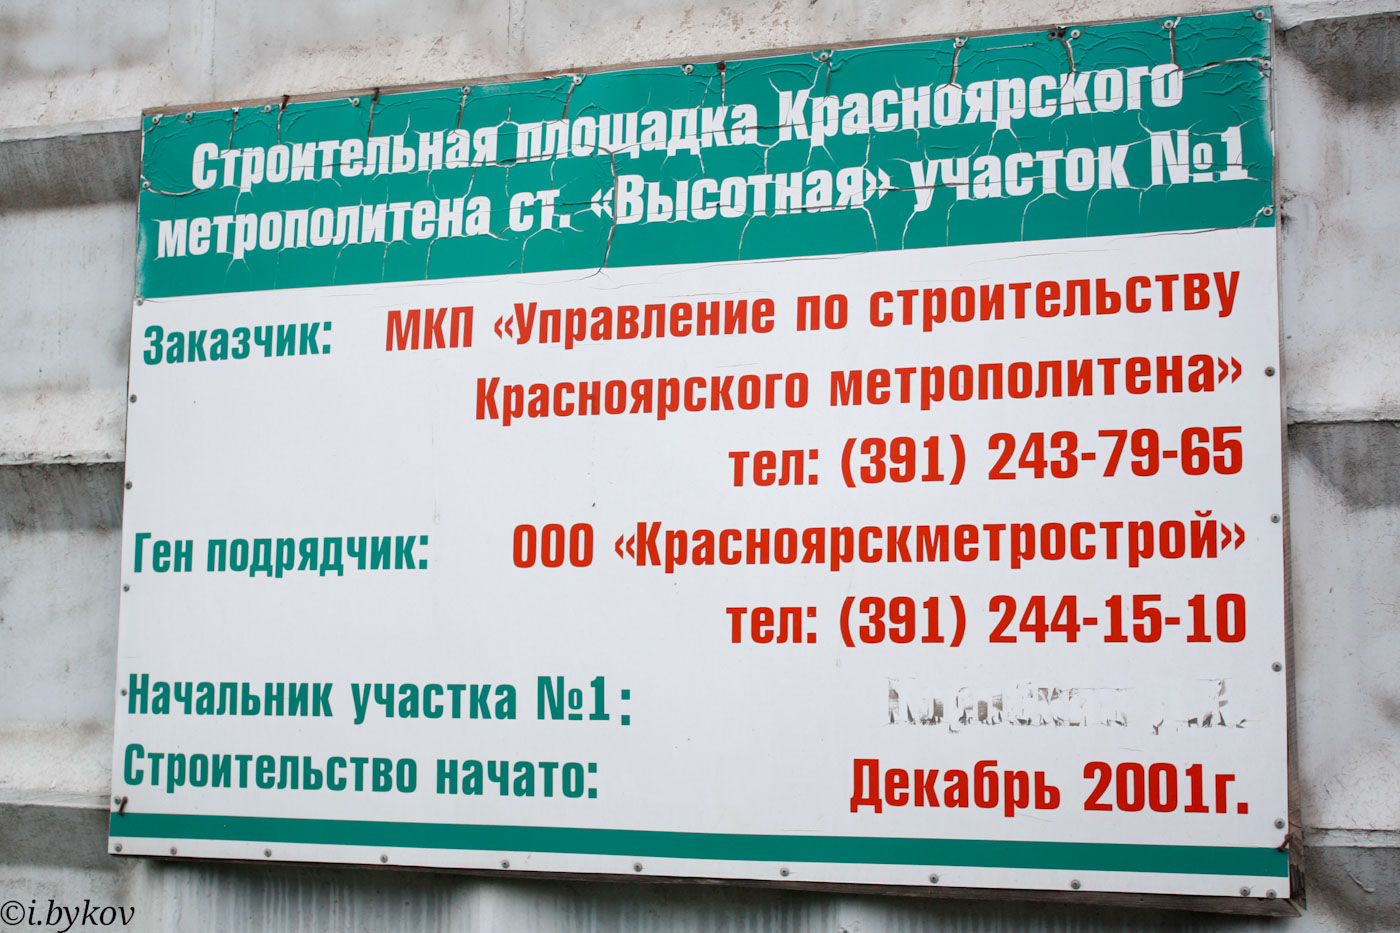 Строительная площадка Красноярского
метрополитена ст. «Высотная» участок №1
Заказчик: МКП «Управление по строительству
Красноярского метрополитена»
тел: (391) 243-79-65
Ген подрядчик: ООО «Красноярскметрострой»
тел: (391) 244-15-10
Начальник участка №1:
Строительство начато: Декабрь 2001г.
©i.bykov